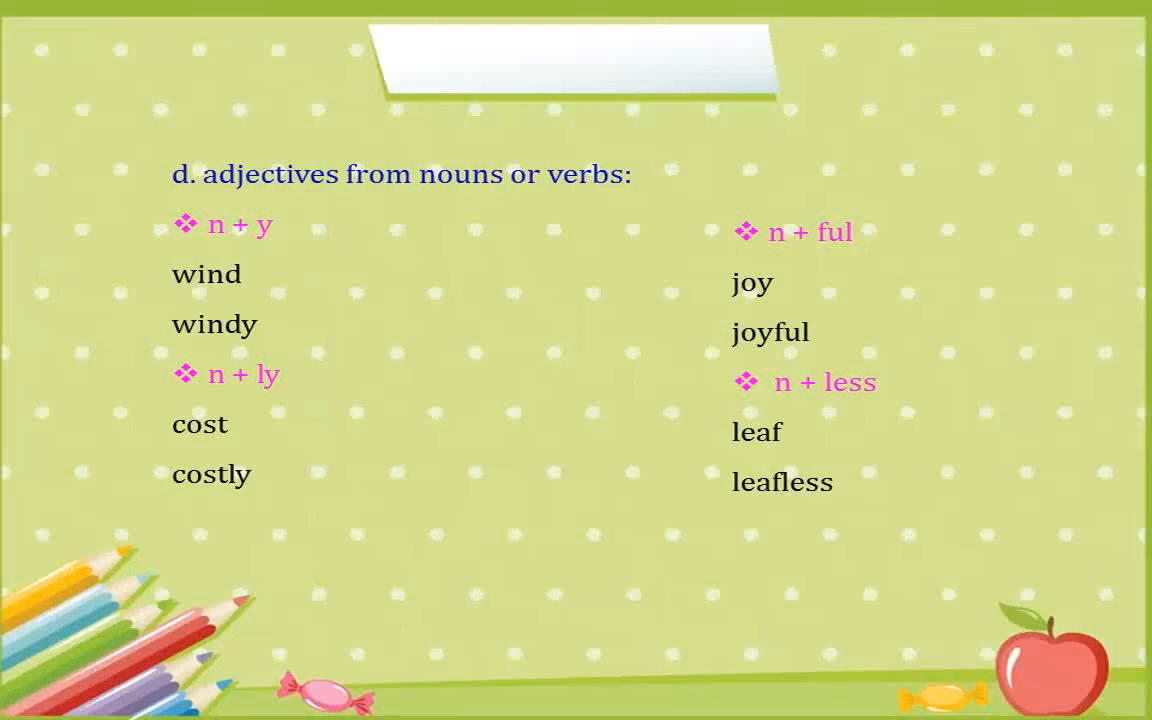 d. adjectives from nouns or verbs:
❖ n + y
wind
windy
❖ n + ly
cost
costly
❖ n + ful
joy
joyful
❖ n + less
leaf
leafless